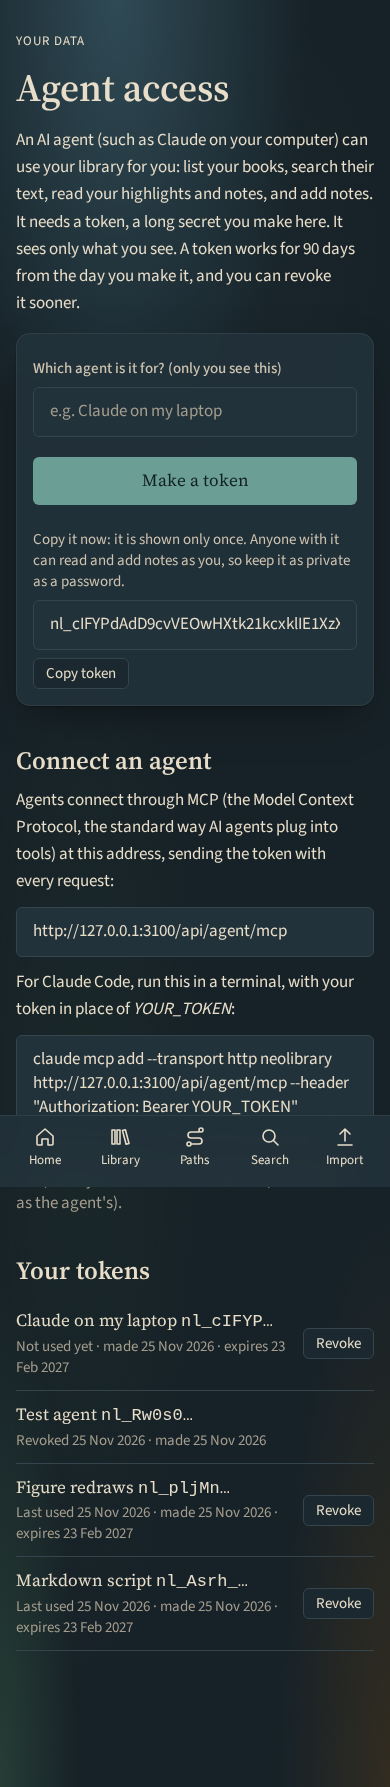 YOUR DATA
Agent access
An AI agent (such as Claude on your computer) can
use your library for you: list your books, search their
text, read your highlights and notes, and add notes.
It needs a token, a long secret you make here. It
sees only what you see. A token works for 90 days
from the day you make it, and you can revoke
it sooner.
Which agent is it for? (only you see this)
e.g. Claude on my laptop
Make a token
Copy it now: it is shown only once. Anyone with it
can read and add notes as you, so keep it as private
as a password.
Copy token
Connect an agent
Agents connect through MCP (the Model Context
Protocol, the standard way AI agents plug into
tools) at this address, sending the token with
every request:
http://127.0.0.1:3100/api/agent/mcp
For Claude Code, run this in a terminal, with your
token in place of YOUR_TOKEN:
claude mcp add --transport http neolibrary
http://127.0.0.1:3100/api/agent/mcp --header
"Authorization: Bearer YOUR_TOKEN"
Home Library Paths Search Import
as the agent's).
Your tokens
Claude on my laptop nl_cIFYP…
Not used yet · made 25 Nov 2026 · expires 23
Feb 2027
Revoke
Test agent nl_Rw0s0…
Revoked 25 Nov 2026 · made 25 Nov 2026
Figure redraws nl_pljMn…
Last used 25 Nov 2026 · made 25 Nov 2026 ·
expires 23 Feb 2027
Revoke
Markdown script nl_Asrh_…
Last used 25 Nov 2026 · made 25 Nov 2026 ·
expires 23 Feb 2027
Revoke